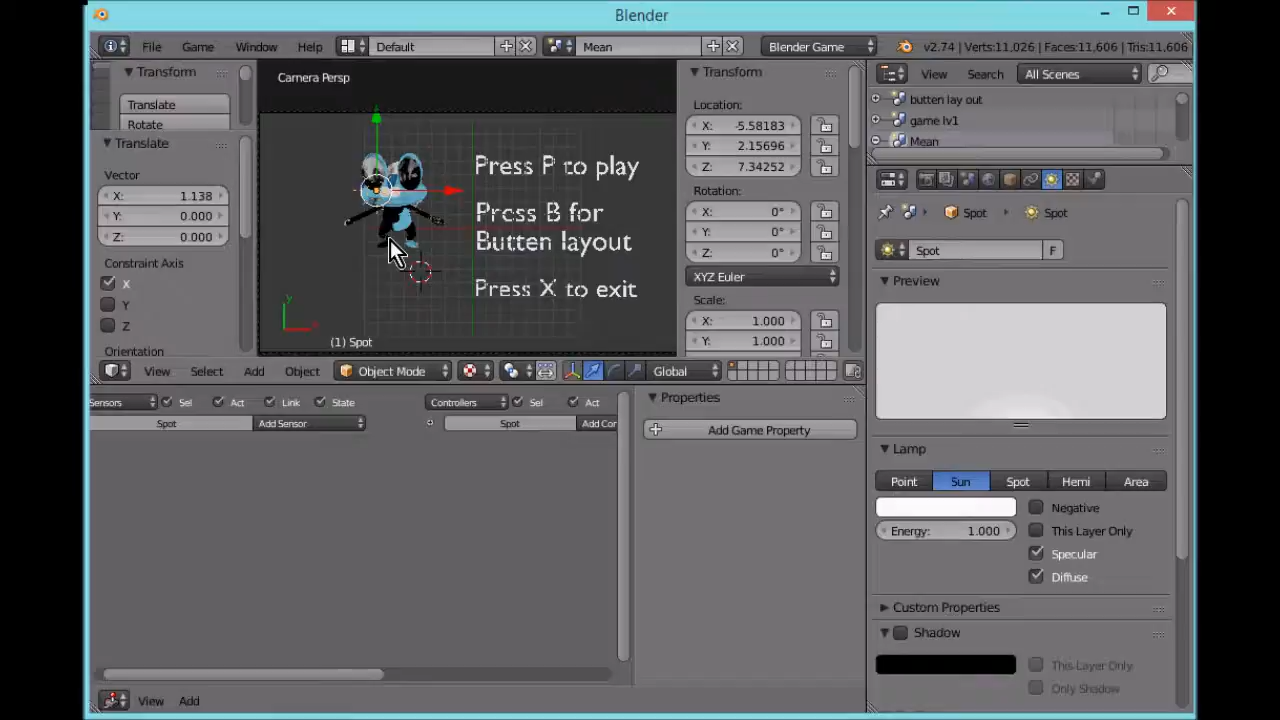 Blender
File Game Window Help Default Mean Blender Game v2.74 | Verts:11,026 | Faces:11,606 | Tris:11,606
Transform
Translate
Rotate
Translate
Vector
X: 1.138
Y: 0.000
Z: 0.000
Constraint Axis
X
Y
Z
Orientation
Camera Persp
Press P to play
Press B for
Butten layout
Press X to exit
y
(1) Spot
Transform
Location:
X: -5.58183
Y: 2.15696
Z: 7.34252
Rotation:
X: 0°
Y: 0°
Z: 0°
XYZ Euler
Scale:
X: 1.000
Y: 1.000
View Select Add Object Object Mode Global
Sensors Sel Act Link State Controllers Sel Act
Spot Add Sensor Spot Add Cor
Properties
Add Game Property
View Add
View Search All Scenes
butten lay out
game lv1
Mean
Spot Spot
Spot F
Preview
Lamp
Point Sun Spot Hemi Area
Negative
Energy: 1.000 This Layer Only
Specular
Diffuse
Custom Properties
Shadow
This Layer Only
Only Shadow